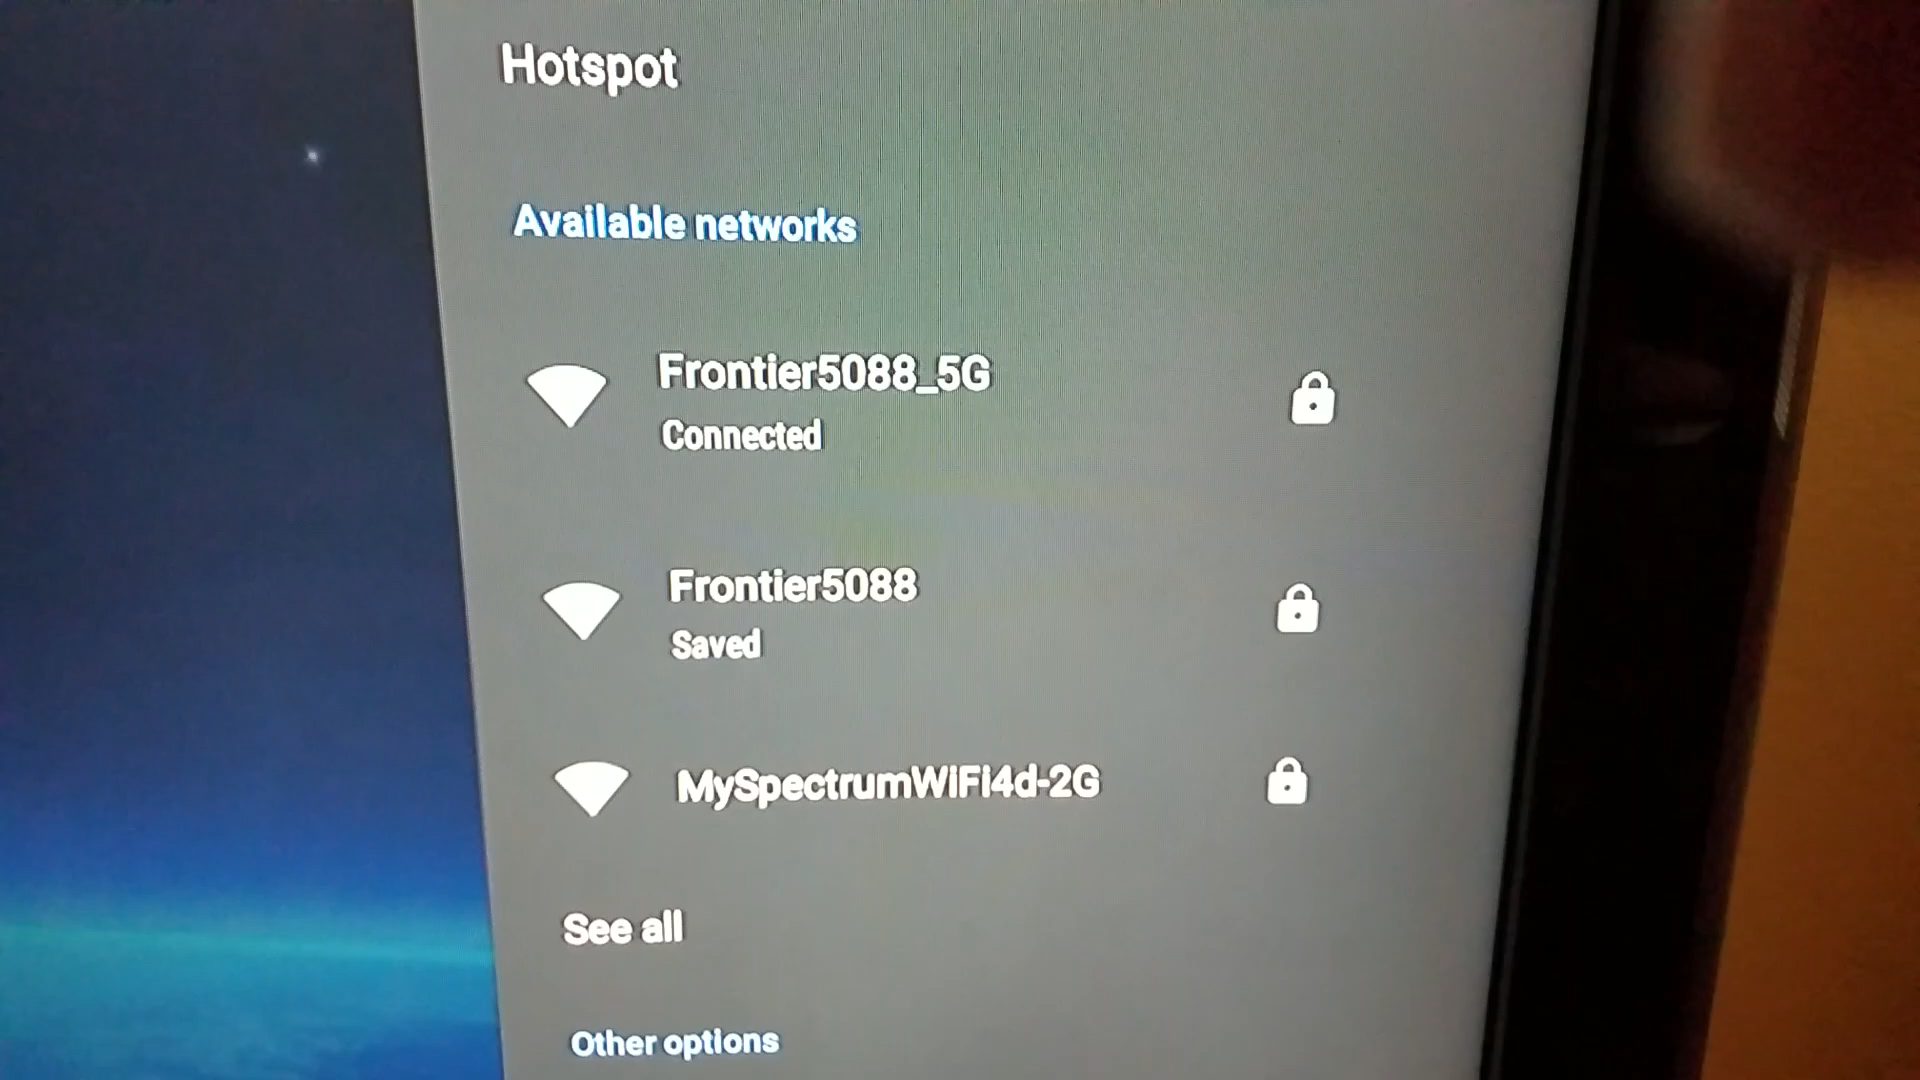 Hotspot
Available networks
Frontier5088_5G
Connected
Frontier5088
Saved
MySpectrumWiFi4d-2G
See all
Other options